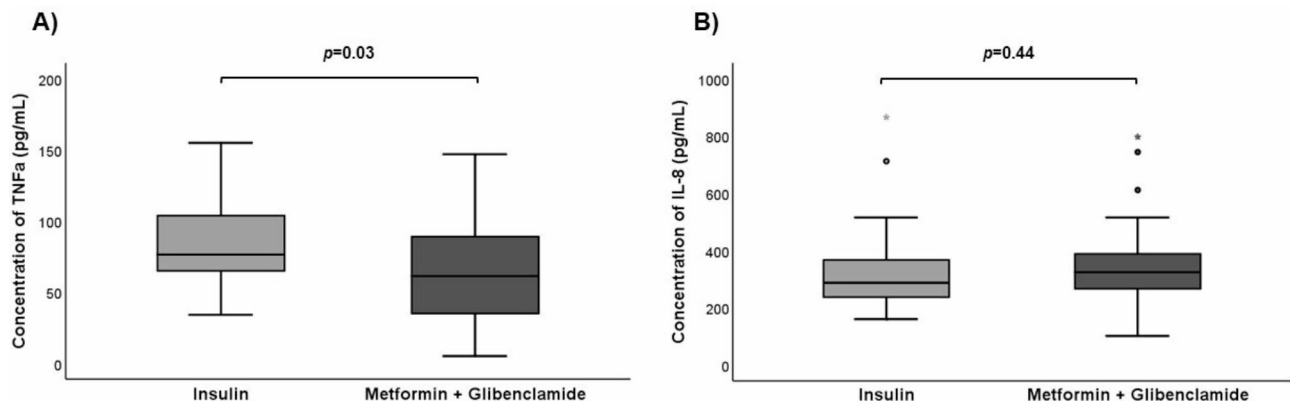 A)
p=0.03
Concentration of TNFa (pg/mL)
200
150
100
50
0
Insulin
Metformin + Glibenclamide
B)
p=0.44
Concentration of IL-8 (pg/mL)
1000
800
600
400
200
0
Insulin
Metformin + Glibenclamide